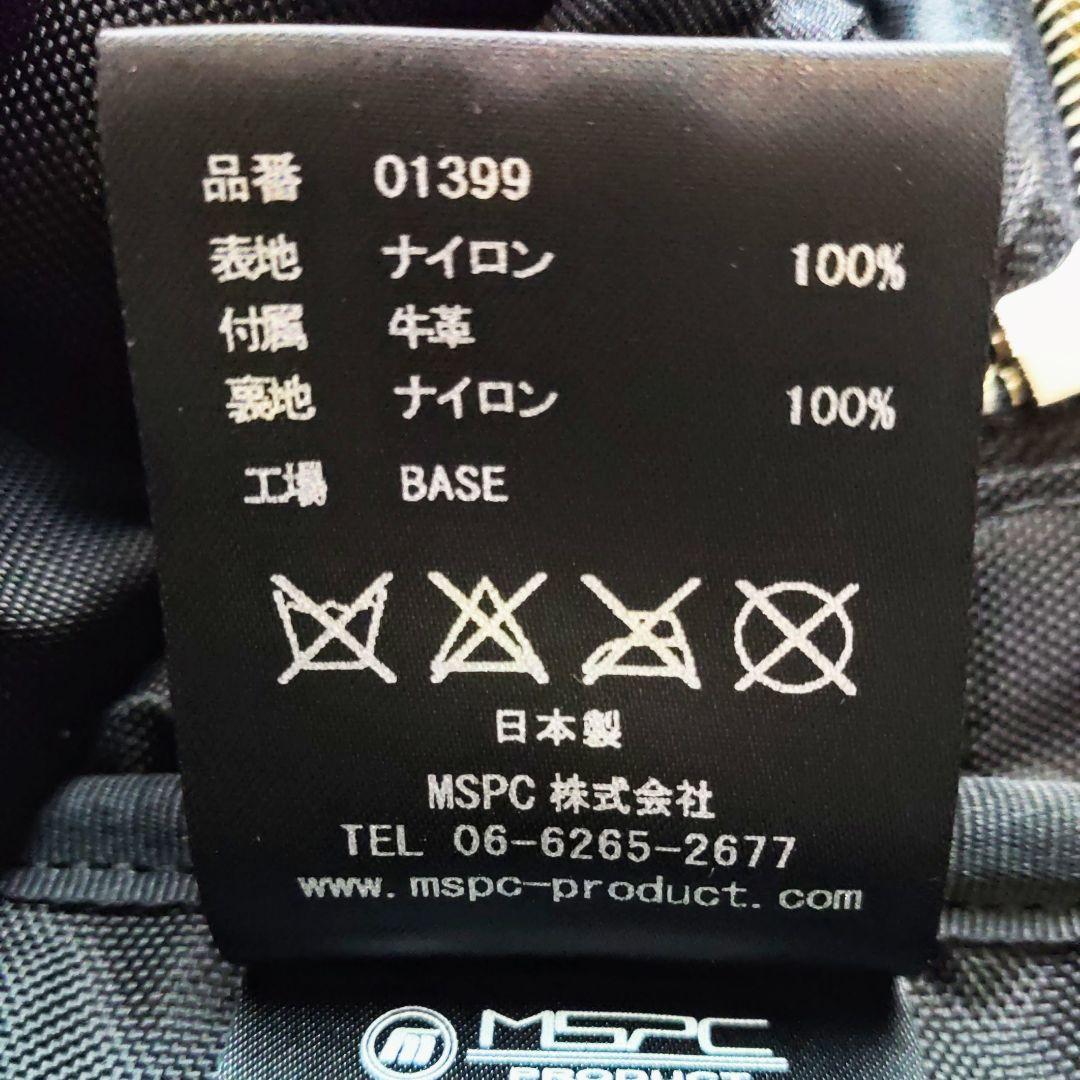 品番 01399
表地 ナイロン 100%
付属 牛革
裏地 ナイロン 100%
工場 BASE
日本製
MSPC 株式会社
TEL 06-6265-2677
www.mspc-product.com
m MSPC
PRODUCT